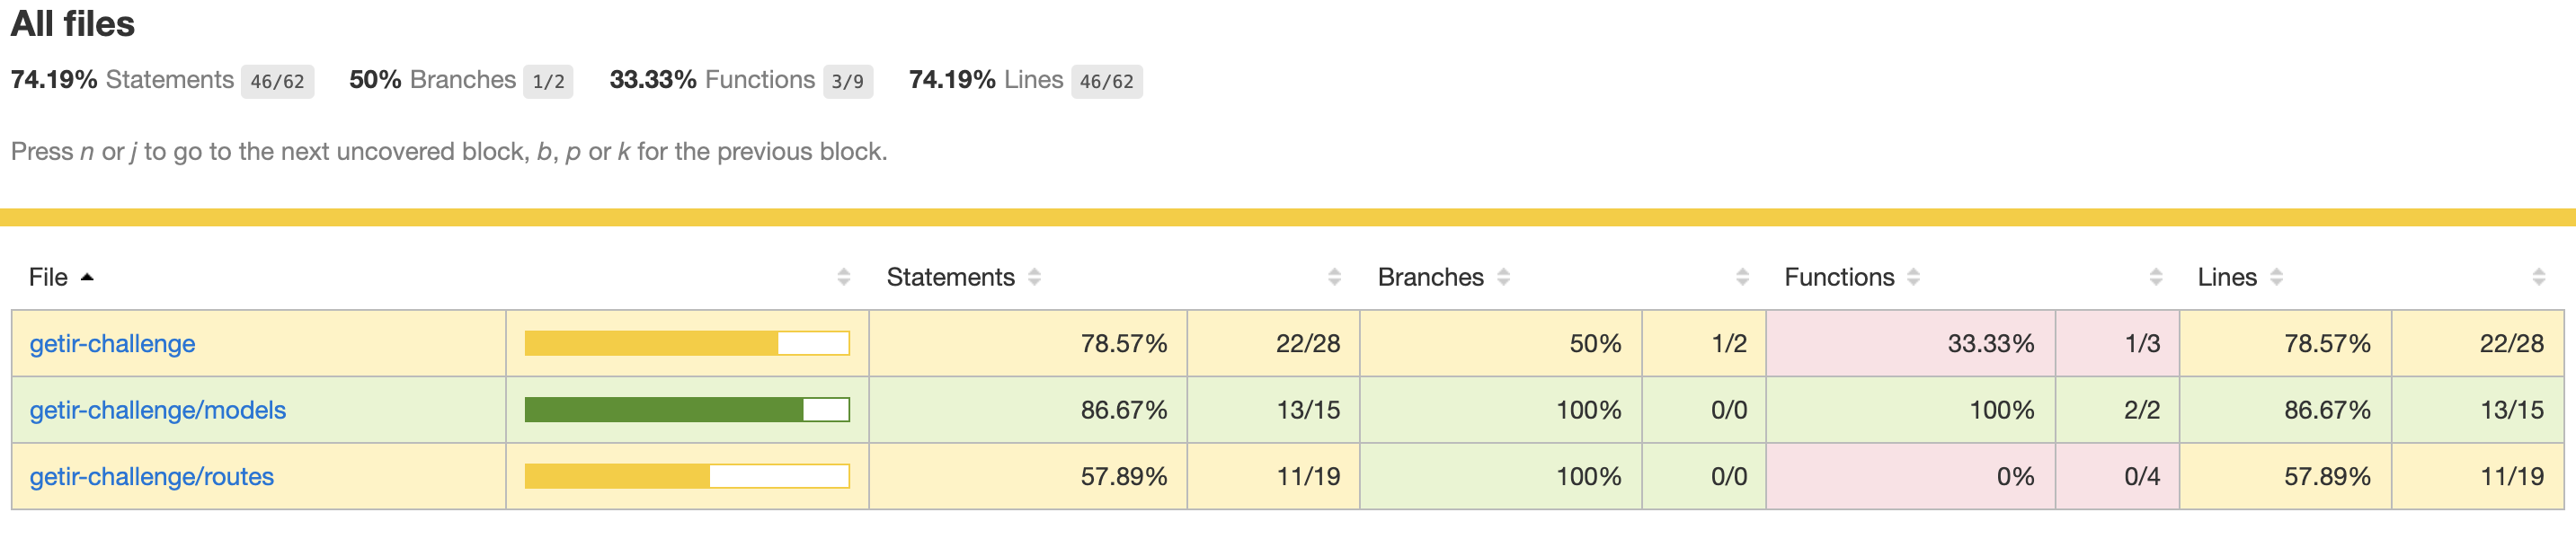 All files
74.19% Statements 46/62 50% Branches 1/2 33.33% Functions 3/9 74.19% Lines 46/62
Press n or j to go to the next uncovered block, b, p or k for the previous block.
File Statements Branches Functions Lines
getir-challenge 78.57% 22/28 50% 1/2 33.33% 1/3 78.57% 22/28
getir-challenge/models 86.67% 13/15 100% 0/0 100% 2/2 86.67% 13/15
getir-challenge/routes 57.89% 11/19 100% 0/0 0% 0/4 57.89% 11/19